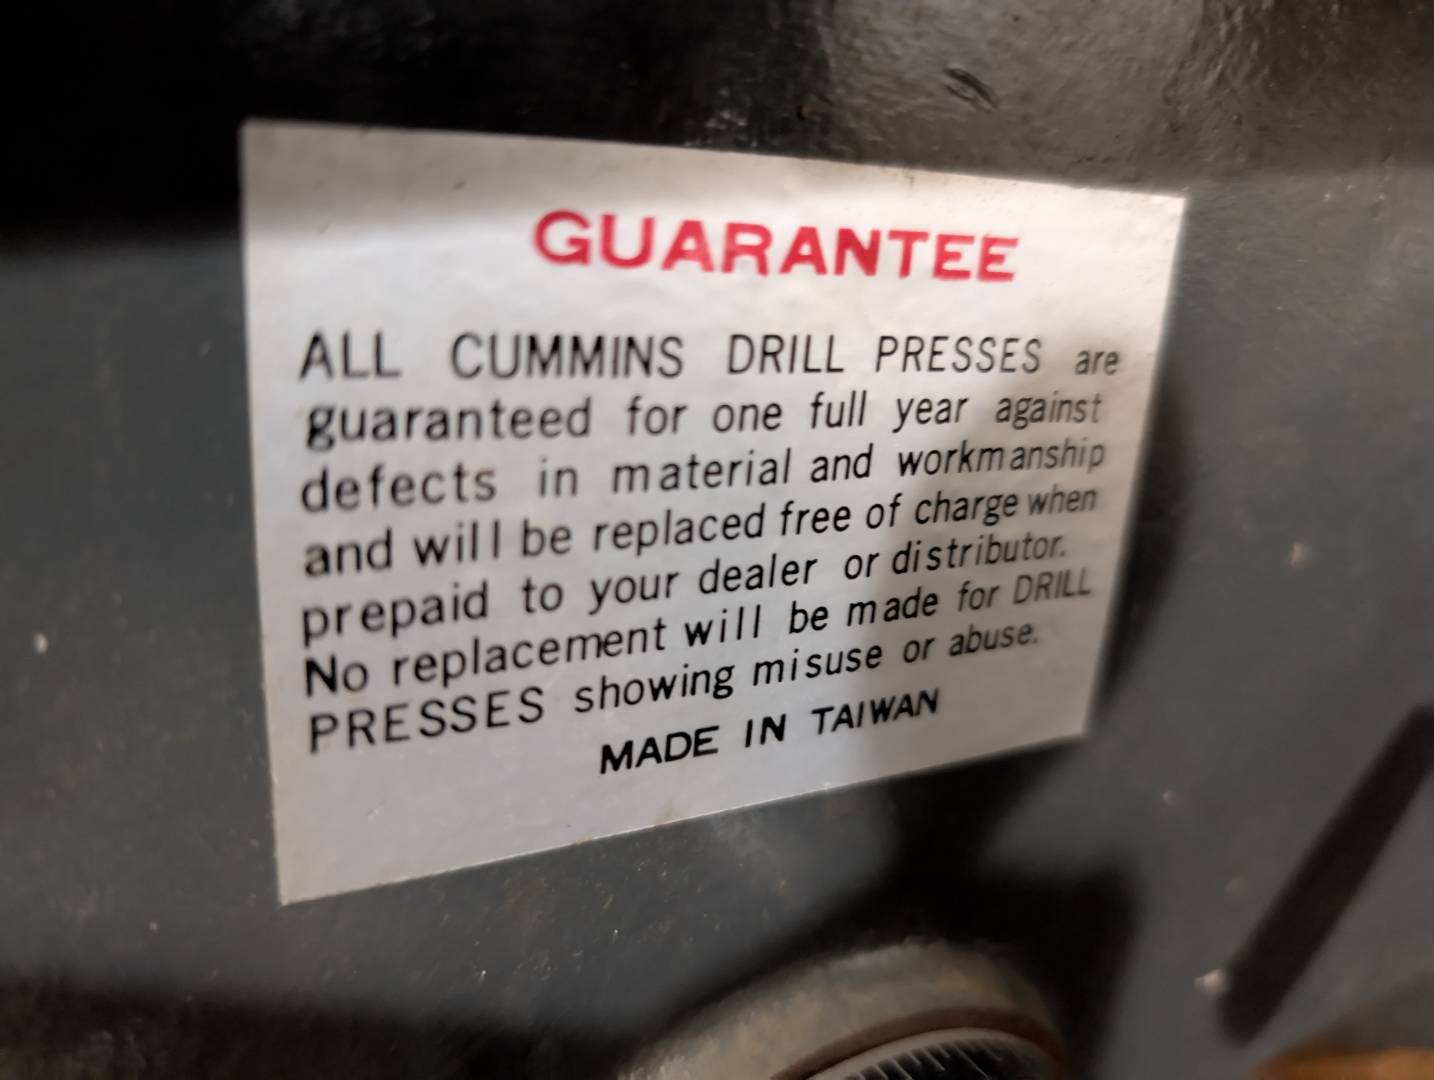 GUARANTEE
ALL CUMMINS DRILL PRESSES are
guaranteed for one full year against
defects in material and workmanship
and will be replaced free of charge when
prepaid to your dealer or distributor.
No replacement will be made for DRILL
PRESSES showing misuse or abuse.
MADE IN TAIWAN